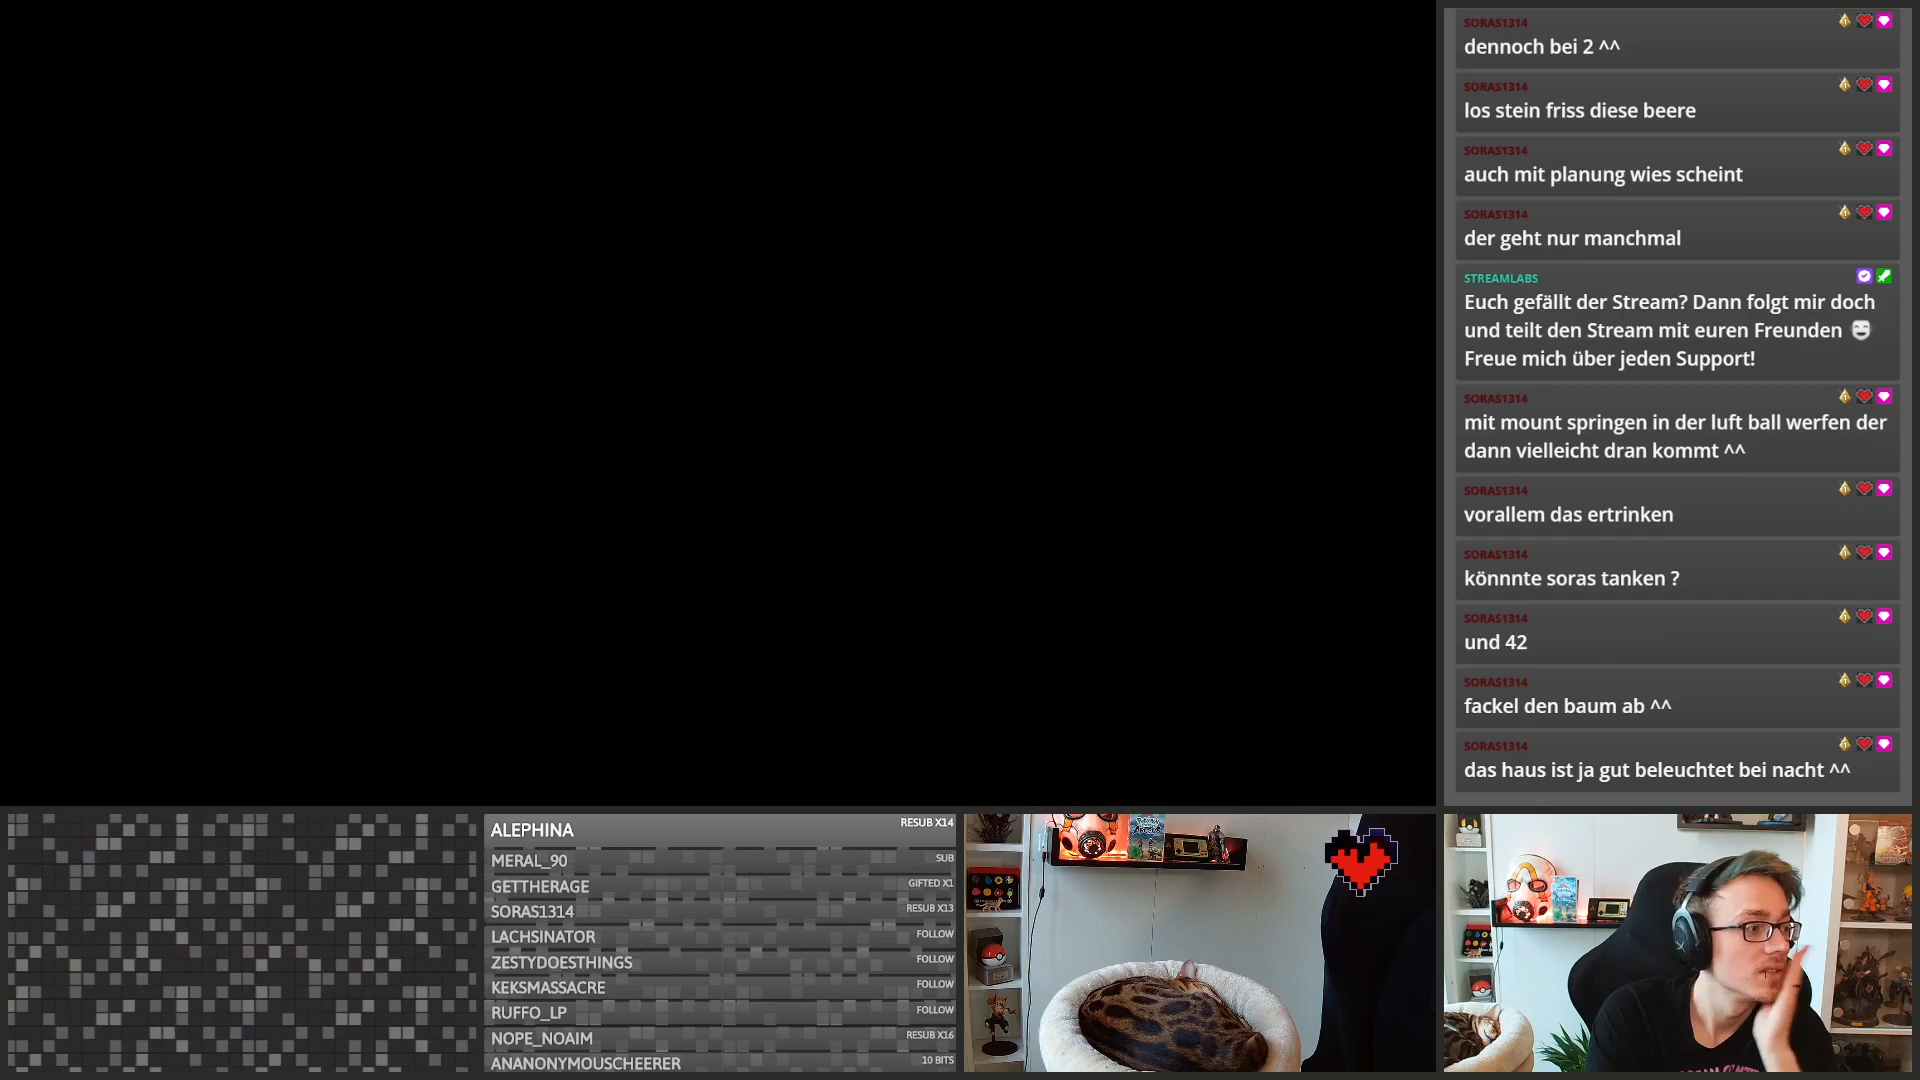 SORAS1314
dennoch bei 2 ^^
SORAS1314
los stein friss diese beere
SORAS1314
auch mit planung wies scheint
SORAS1314
der geht nur manchmal
STREAMLABS
Euch gefällt der Stream? Dann folgt mir doch
und teilt den Stream mit euren Freunden
Freue mich über jeden Support!
SORAS1314
mit mount springen in der luft ball werfen der
dann vielleicht dran kommt ^^
SORAS1314
vorallem das ertrinken
SORAS1314
könnnte soras tanken ?
SORAS1314
und 42
SORAS1314
fackel den baum ab ^^
SORAS1314
das haus ist ja gut beleuchtet bei nacht ^^
ALEPHINA RESUB X14
MERAL_90 SUB
GETTHERAGE GIFTED X1
SORAS1314 RESUB X13
LACHSINATOR FOLLOW
ZESTYDOESTHINGS FOLLOW
KEKSMASSACRE FOLLOW
RUFFO_LP FOLLOW
NOPE_NOAIM RESUB X16
ANANONYMOUSCHEERER 10 BITS